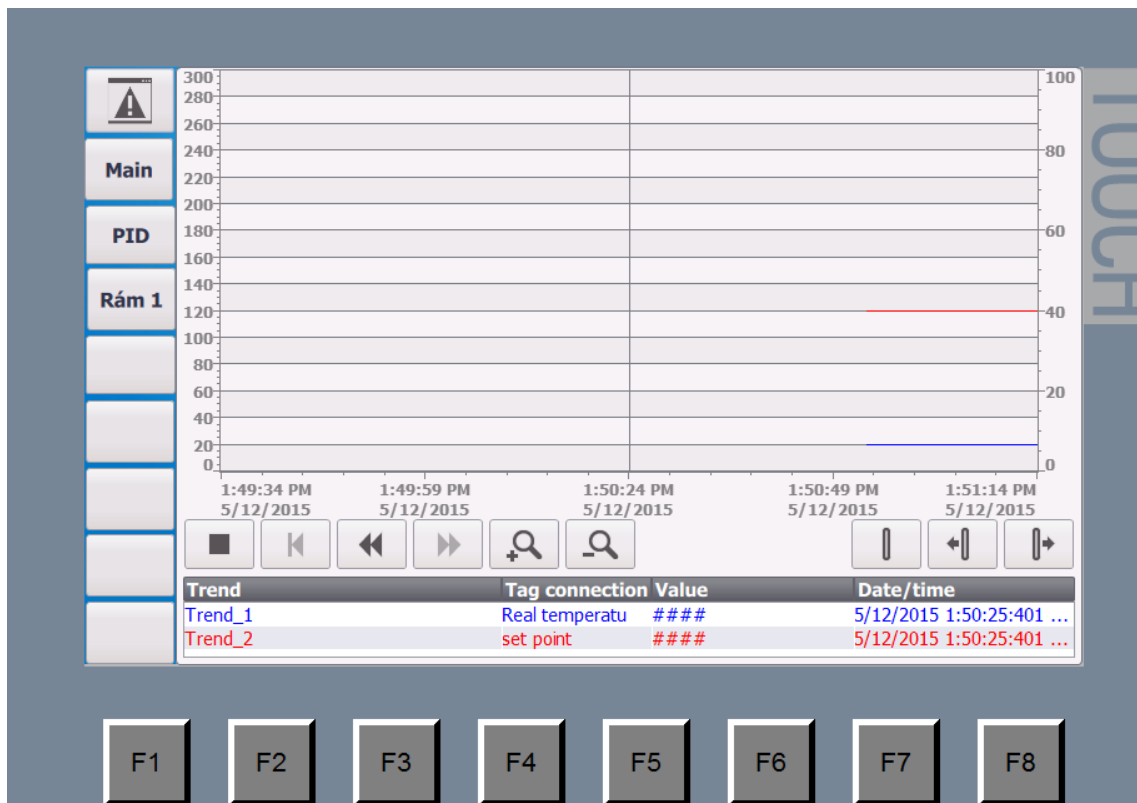 300
280
260
240
220
200
180
160
140
120
100
80
60
40
20
0
100
80
60
40
20
0
TOUCH
Main
PID
Rám 1
1:49:34 PM 1:49:59 PM 1:50:24 PM 1:50:49 PM 1:51:14 PM
5/12/2015 5/12/2015 5/12/2015 5/12/2015 5/12/2015
Trend Tag connection Value Date/time
Trend_1 Real temperatu #### 5/12/2015 1:50:25:401 ...
Trend_2 set point #### 5/12/2015 1:50:25:401 ...
F1 F2 F3 F4 F5 F6 F7 F8